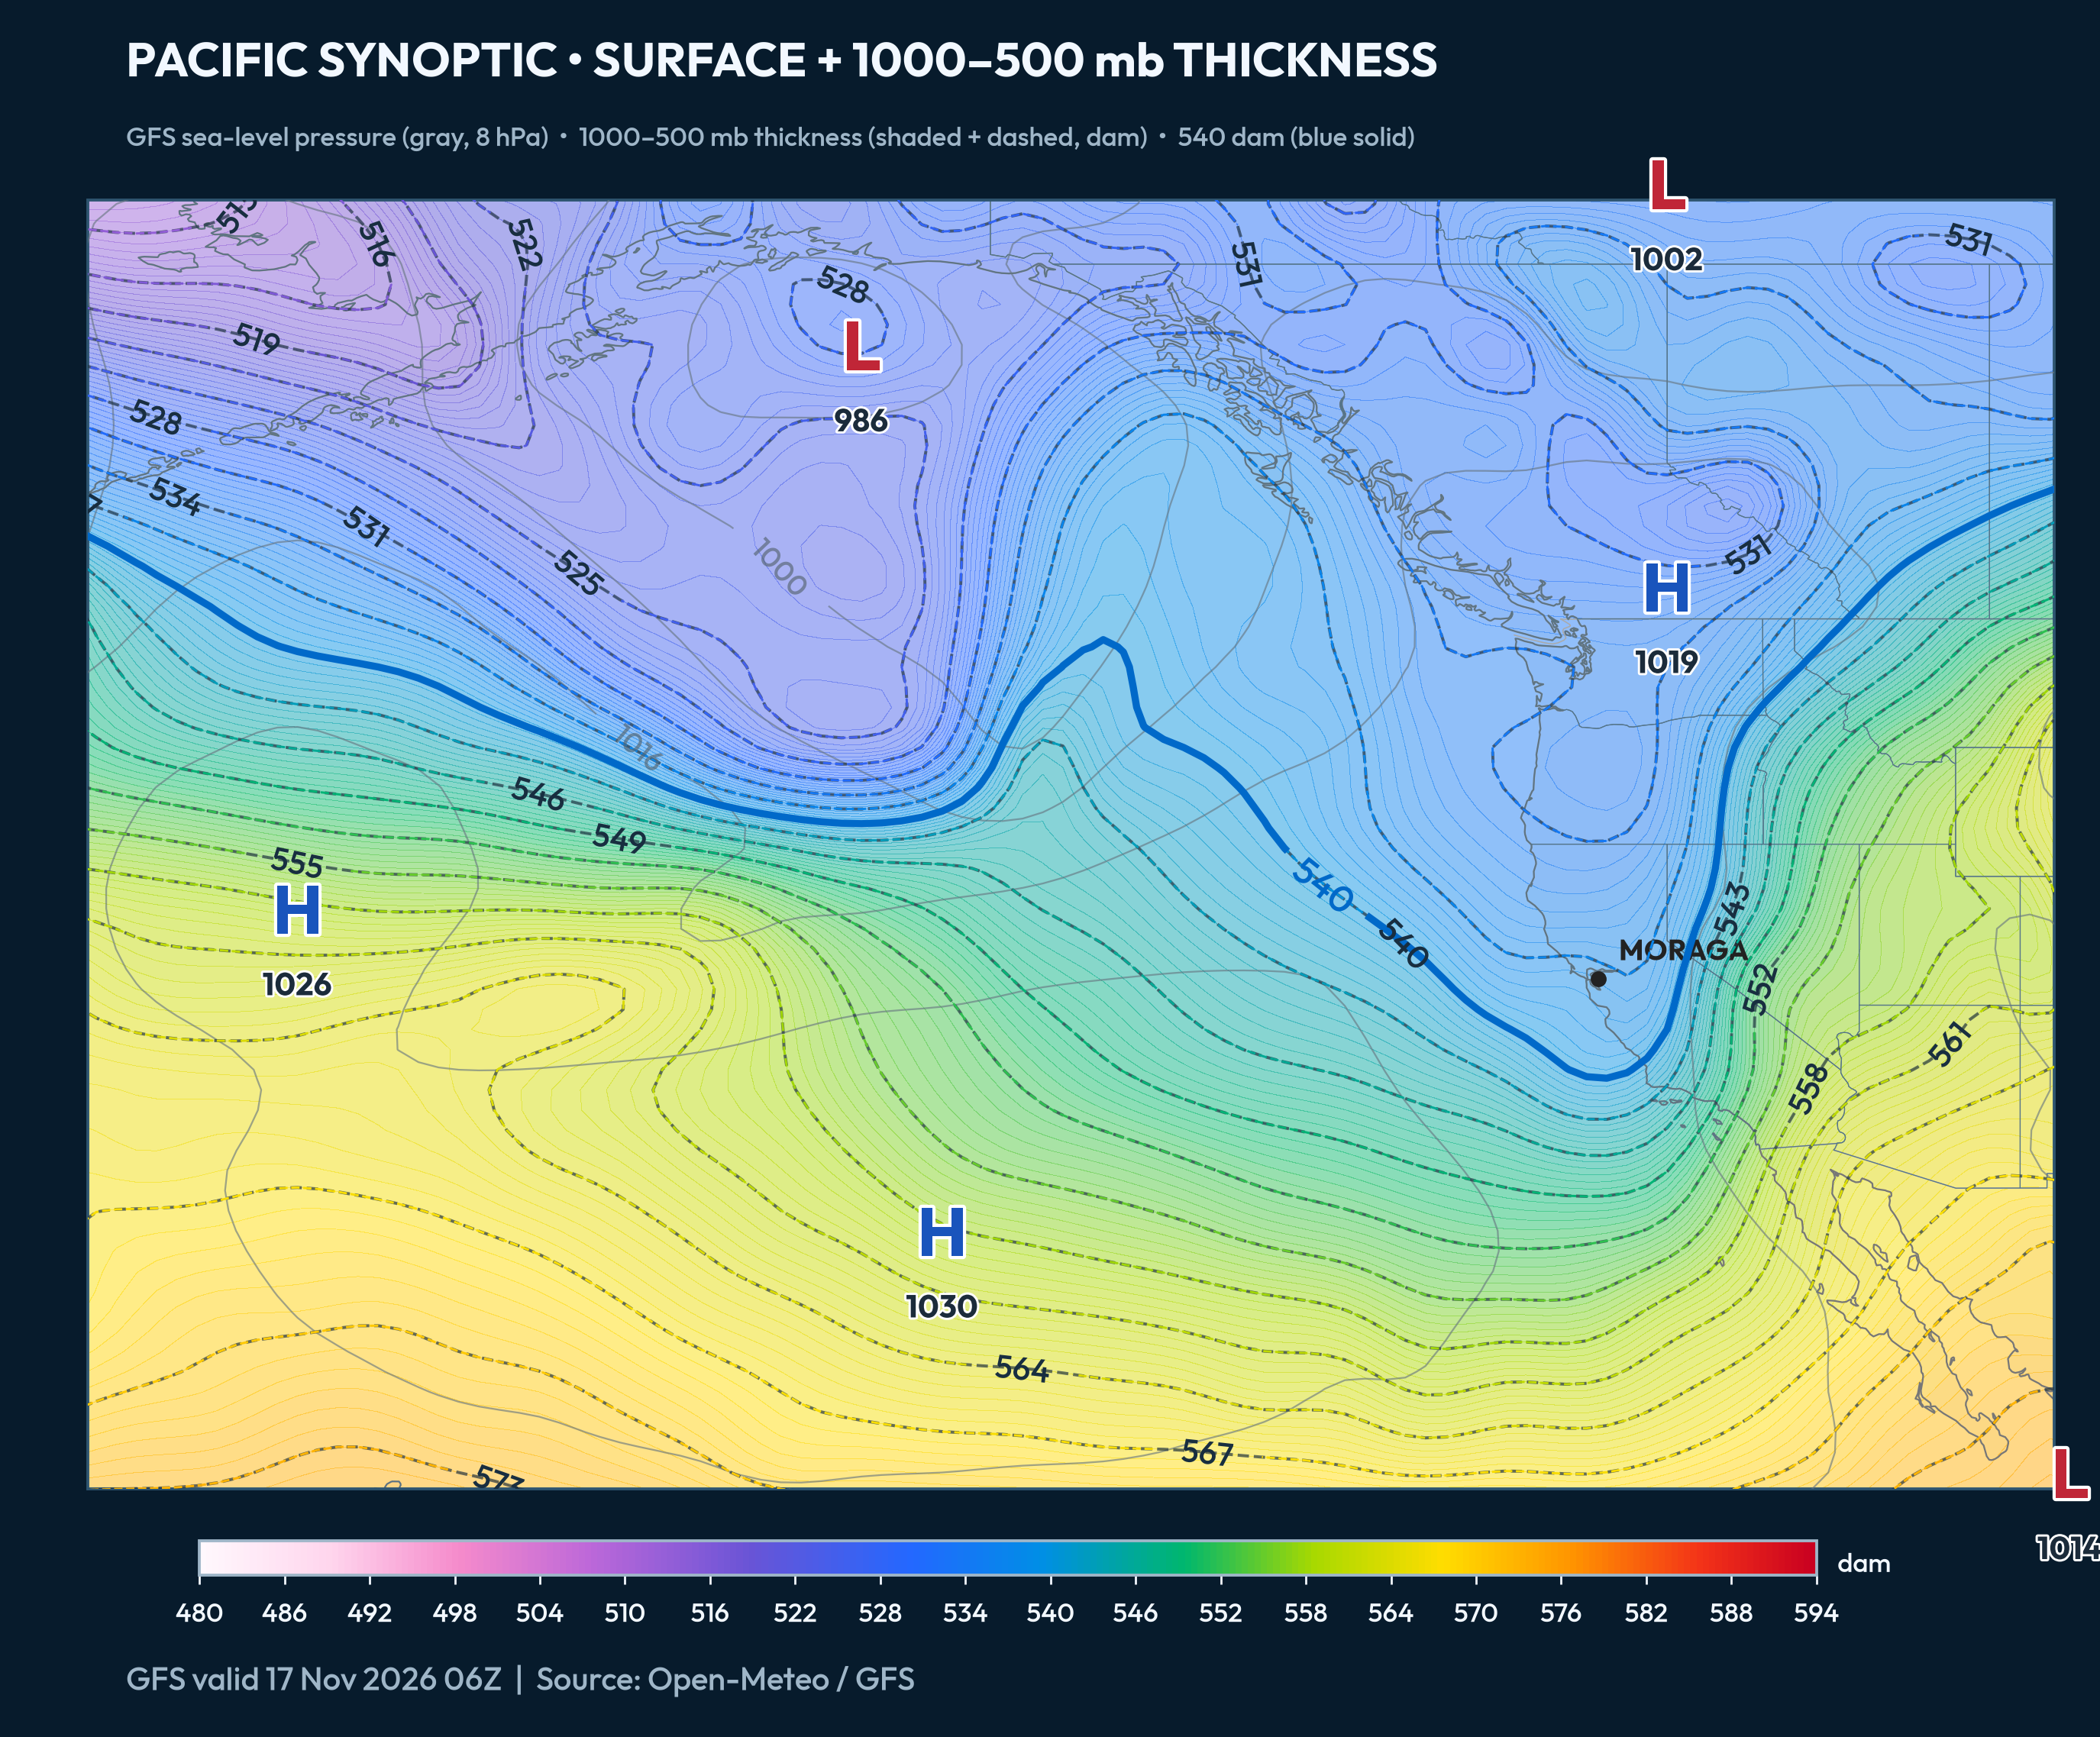 PACIFIC SYNOPTIC • SURFACE + 1000–500 mb THICKNESS
GFS sea-level pressure (gray, 8 hPa) • 1000–500 mb thickness (shaded + dashed, dam) • 540 dam (blue solid)
L
1002
516
522
531
531
528
L
986
519
528
534
531
525
1000
531
H
1019
1016
546
549
555
H
1026
540
540
543
MORAGA
552
561
558
H
1030
564
567
573
L
1014
480 486 492 498 504 510 516 522 528 534 540 546 552 558 564 570 576 582 588 594
dam
GFS valid 17 Nov 2026 06Z | Source: Open-Meteo / GFS